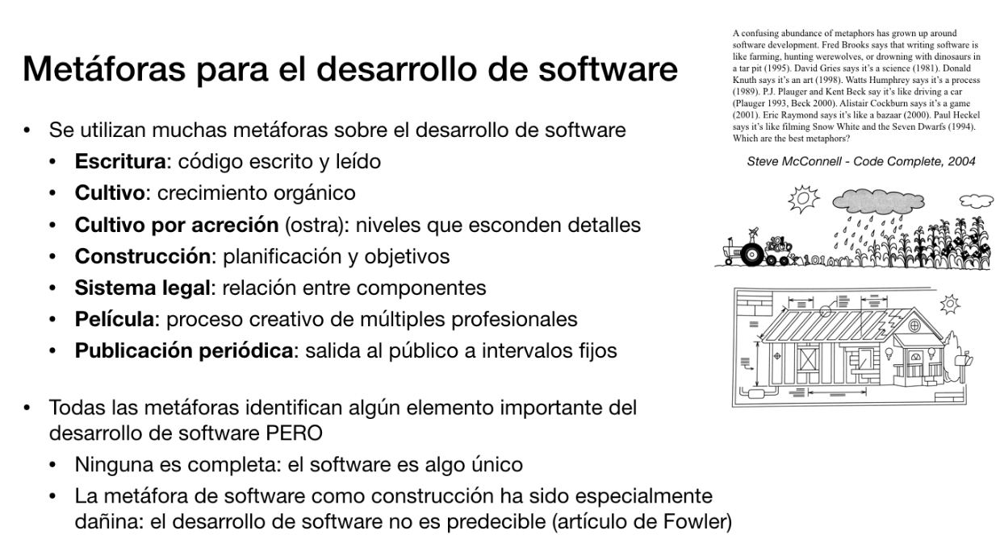 Metáforas para el desarrollo de software
• Se utilizan muchas metáforas sobre el desarrollo de software
• Escritura: código escrito y leído
• Cultivo: crecimiento orgánico
• Cultivo por acreción (ostra): niveles que esconden detalles
• Construcción: planificación y objetivos
• Sistema legal: relación entre componentes
• Película: proceso creativo de múltiples profesionales
• Publicación periódica: salida al público a intervalos fijos
• Todas las metáforas identifican algún elemento importante del
desarrollo de software PERO
• Ninguna es completa: el software es algo único
• La metáfora de software como construcción ha sido especialmente
dañina: el desarrollo de software no es predecible (artículo de Fowler)
A confusing abundance of metaphors has grown up around
software development. Fred Brooks says that writing software is
like farming, hunting werewolves, or drowning with dinosaurs in
a tar pit (1995). David Gries says it’s a science (1981). Donald
Knuth says it’s an art (1998). Watts Humphrey says it’s a process
(1989). P.J. Plauger and Kent Beck say it’s like driving a car
(Plauger 1993, Beck 2000). Alistair Cockburn says it’s a game
(2001). Eric Raymond says it’s like a bazaar (2000). Paul Heckel
says it’s like filming Snow White and the Seven Dwarfs (1994).
Which are the best metaphors?
Steve McConnell - Code Complete, 2004